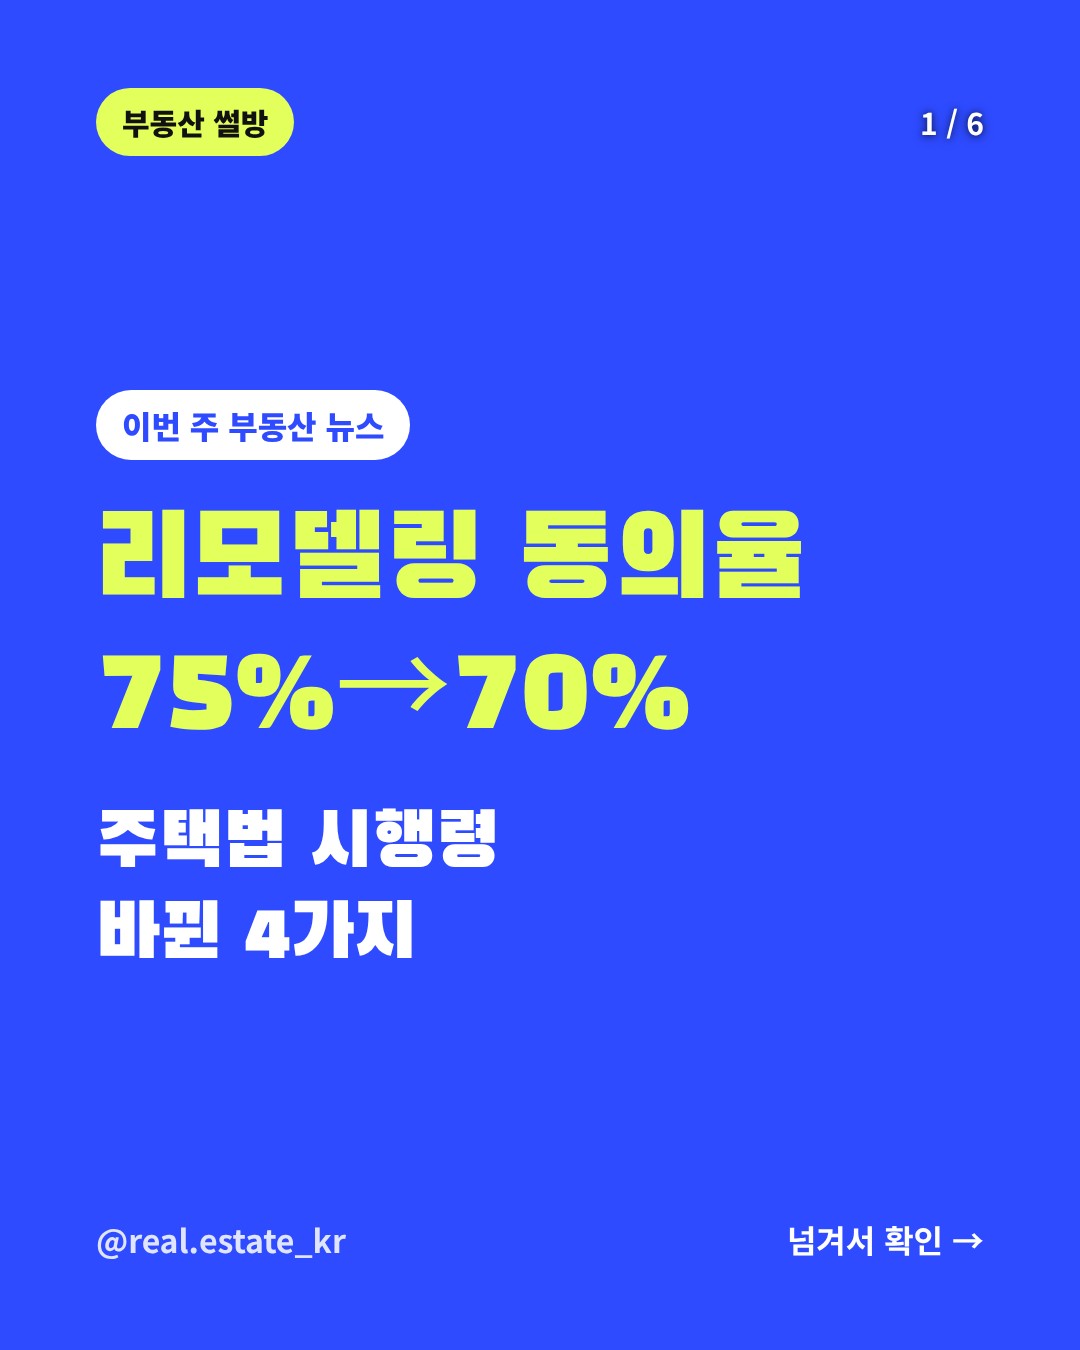 부동산 썰방
1 / 6
이번 주 부동산 뉴스
리모델링 동의율
75%→70%
주택법 시행령
바뀐 4가지
@real.estate_kr
넘겨서 확인 →